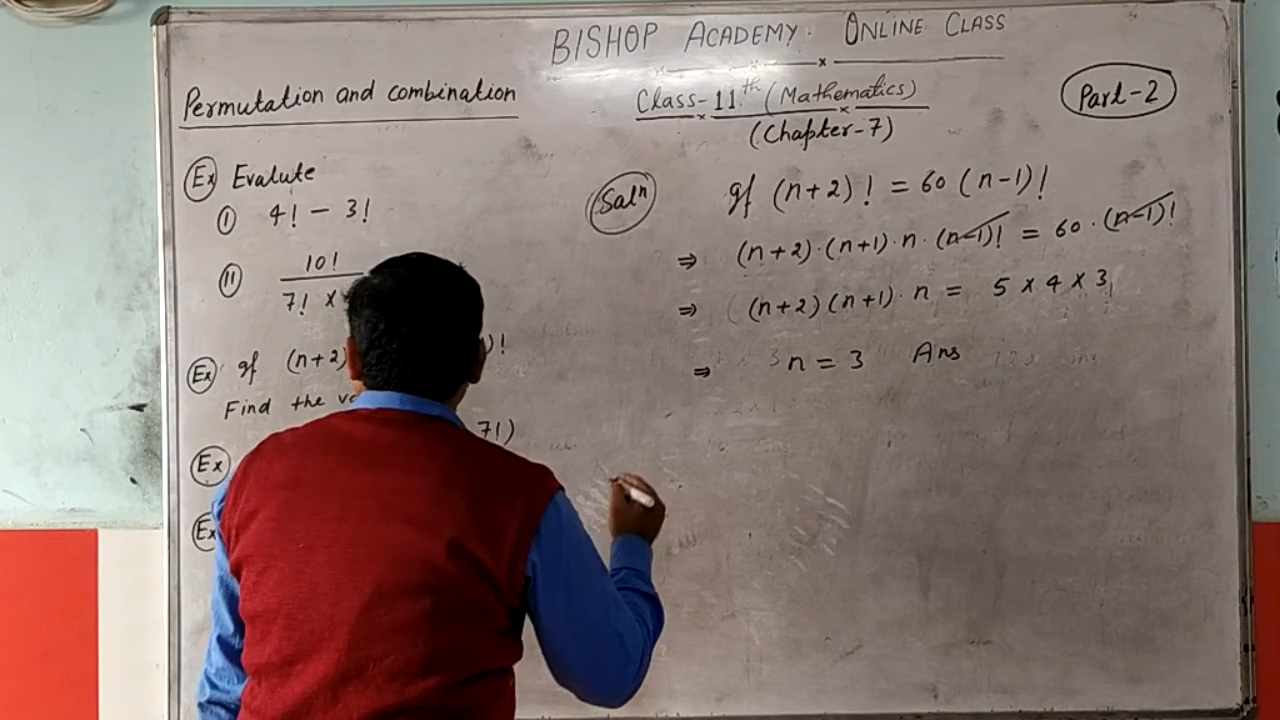 BISHOP ACADEMY. ONLINE CLASS
Permutation and combination
Class-11th (Mathematics)
(Chapter-7)
Part-2
Ex Evalute
(I) 4! - 3!
(II) 10!
7! ×
Ex If (n+2) )!
Find the
7!)
Ex
Ex
Soln If (n+2)! = 60 (n-1)!
⇒ (n+2)·(n+1)·n·(n-1)! = 60·(n-1)!
⇒ (n+2)(n+1)·n = 5×4×3
⇒ n = 3 Ans